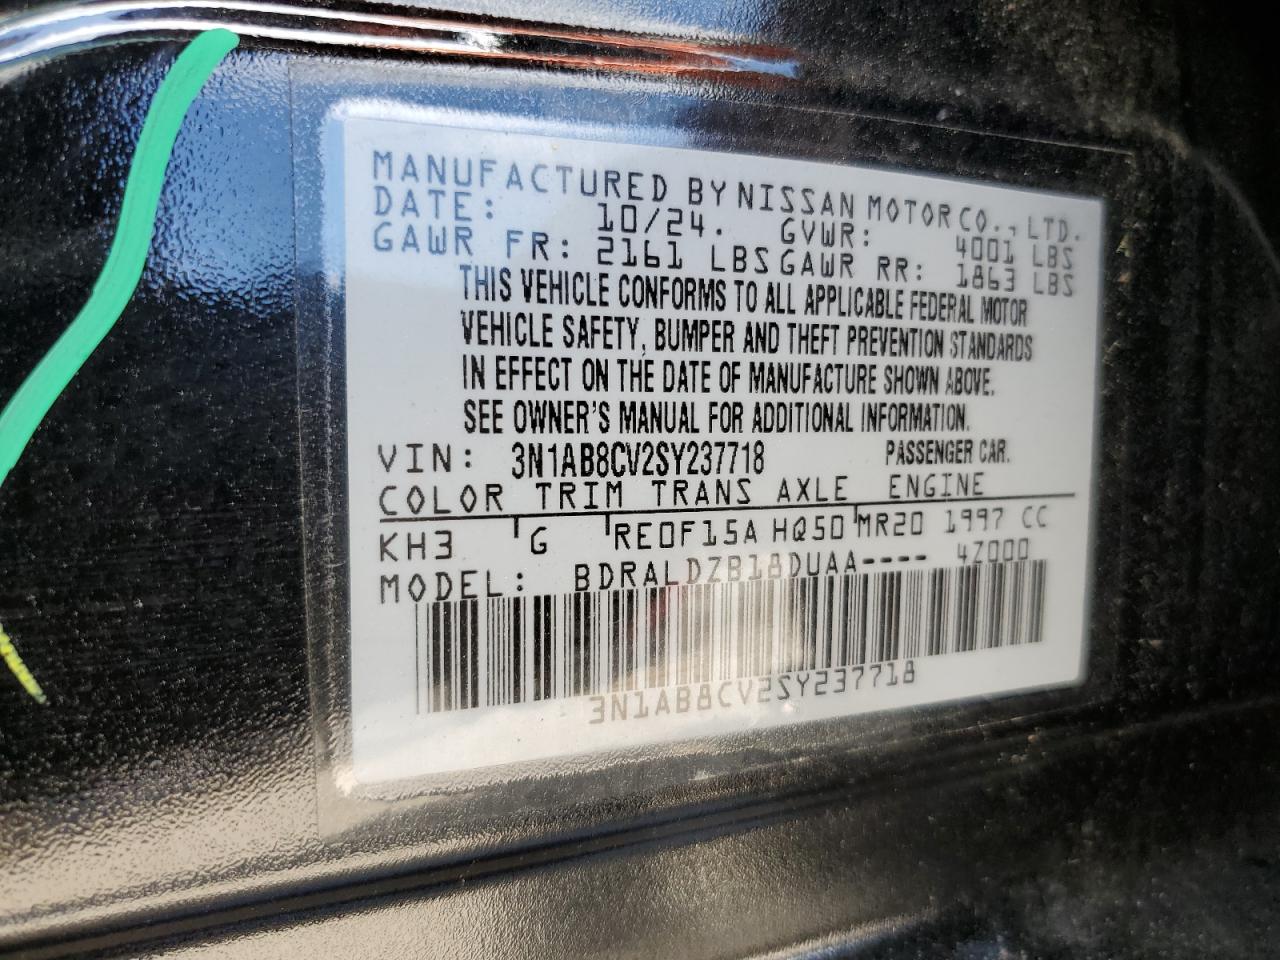 MANUFACTURED BY NISSAN MOTOR CO., LTD.
DATE: 10/24. GVWR: 4001 LBS
GAWR FR: 2161 LBS GAWR RR: 1863 LBS
THIS VEHICLE CONFORMS TO ALL APPLICABLE FEDERAL MOTOR
VEHICLE SAFETY, BUMPER AND THEFT PREVENTION STANDARDS
IN EFFECT ON THE DATE OF MANUFACTURE SHOWN ABOVE.
SEE OWNER'S MANUAL FOR ADDITIONAL INFORMATION.
VIN: 3N1AB8CV2SY237718 PASSENGER CAR.
COLOR TRIM TRANS AXLE ENGINE
KH3 G RE0F15A HQ50 MR20 1997 CC
MODEL: BDRALDZB18DUAA---- 4Z000
3N1AB8CV2SY237718